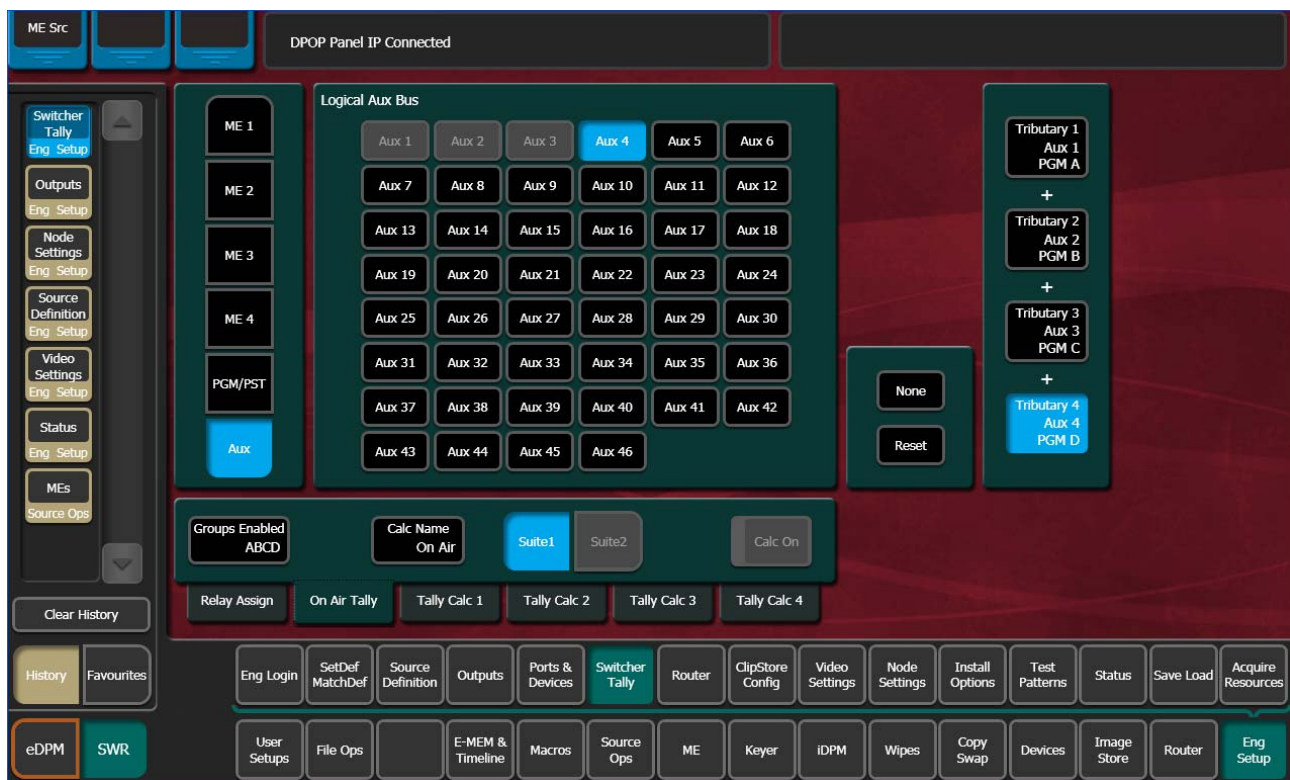 ME Src
DPOP Panel IP Connected
Switcher
Tally
Eng Setup
Outputs
Eng Setup
Node
Settings
Eng Setup
Source
Definition
Eng Setup
Video
Settings
Eng Setup
Status
Eng Setup
MEs
Source Ops
Clear History
History Favourites
eDPM SWR
ME 1
ME 2
ME 3
ME 4
PGM/PST
Aux
Logical Aux Bus
Aux 1 Aux 2 Aux 3 Aux 4 Aux 5 Aux 6
Aux 7 Aux 8 Aux 9 Aux 10 Aux 11 Aux 12
Aux 13 Aux 14 Aux 15 Aux 16 Aux 17 Aux 18
Aux 19 Aux 20 Aux 21 Aux 22 Aux 23 Aux 24
Aux 25 Aux 26 Aux 27 Aux 28 Aux 29 Aux 30
Aux 31 Aux 32 Aux 33 Aux 34 Aux 35 Aux 36
Aux 37 Aux 38 Aux 39 Aux 40 Aux 41 Aux 42
Aux 43 Aux 44 Aux 45 Aux 46
None
Reset
Tributary 1
Aux 1
PGM A
+
Tributary 2
Aux 2
PGM B
+
Tributary 3
Aux 3
PGM C
+
Tributary 4
Aux 4
PGM D
Groups Enabled
ABCD
Calc Name
On Air
Suite1 Suite2
Calc On
Relay Assign On Air Tally Tally Calc 1 Tally Calc 2 Tally Calc 3 Tally Calc 4
Eng Login
SetDef
MatchDef
Source
Definition
Outputs
Ports &
Devices
Switcher
Tally
Router
ClipStore
Config
Video
Settings
Node
Settings
Install
Options
Test
Patterns
Status
Save Load
Acquire
Resources
User
Setups
File Ops
E-MEM &
Timeline
Macros
Source
Ops
ME
Keyer
iDPM
Wipes
Copy
Swap
Devices
Image
Store
Router
Eng
Setup